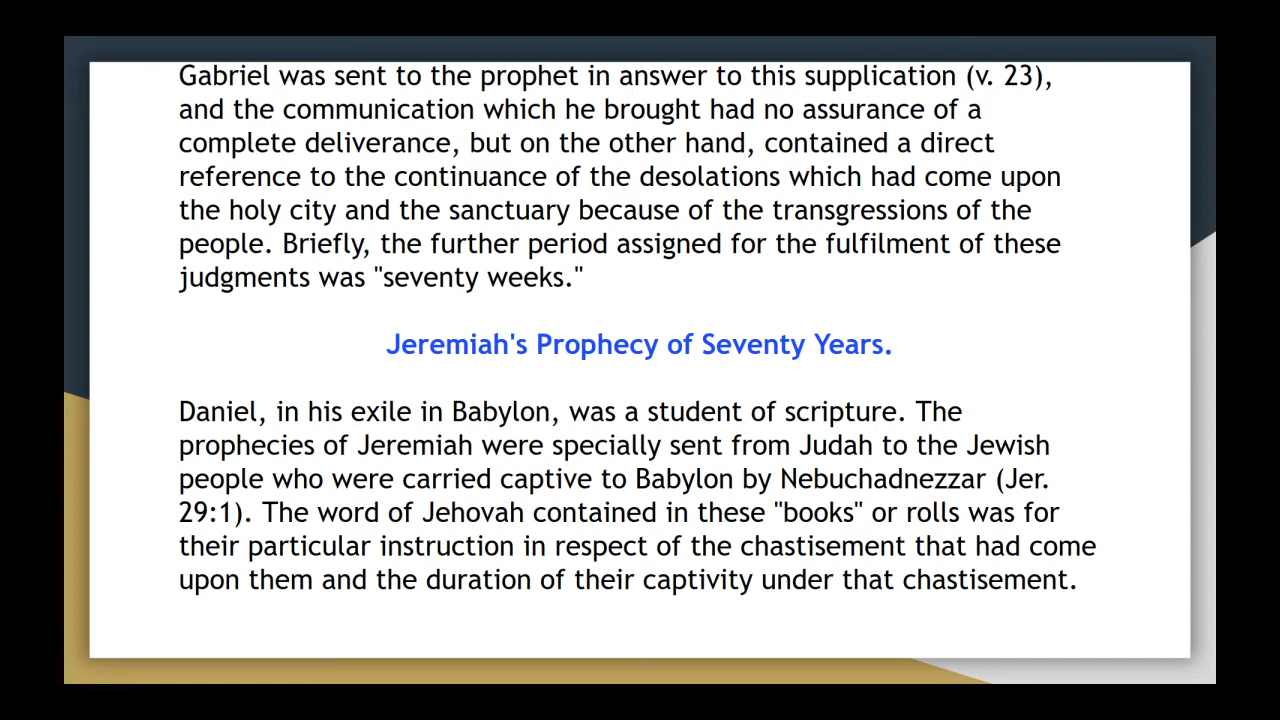 Gabriel was sent to the prophet in answer to this supplication (v. 23),
and the communication which he brought had no assurance of a
complete deliverance, but on the other hand, contained a direct
reference to the continuance of the desolations which had come upon
the holy city and the sanctuary because of the transgressions of the
people. Briefly, the further period assigned for the fulfilment of these
judgments was "seventy weeks."
Jeremiah's Prophecy of Seventy Years.
Daniel, in his exile in Babylon, was a student of scripture. The
prophecies of Jeremiah were specially sent from Judah to the Jewish
people who were carried captive to Babylon by Nebuchadnezzar (Jer.
29:1). The word of Jehovah contained in these "books" or rolls was for
their particular instruction in respect of the chastisement that had come
upon them and the duration of their captivity under that chastisement.